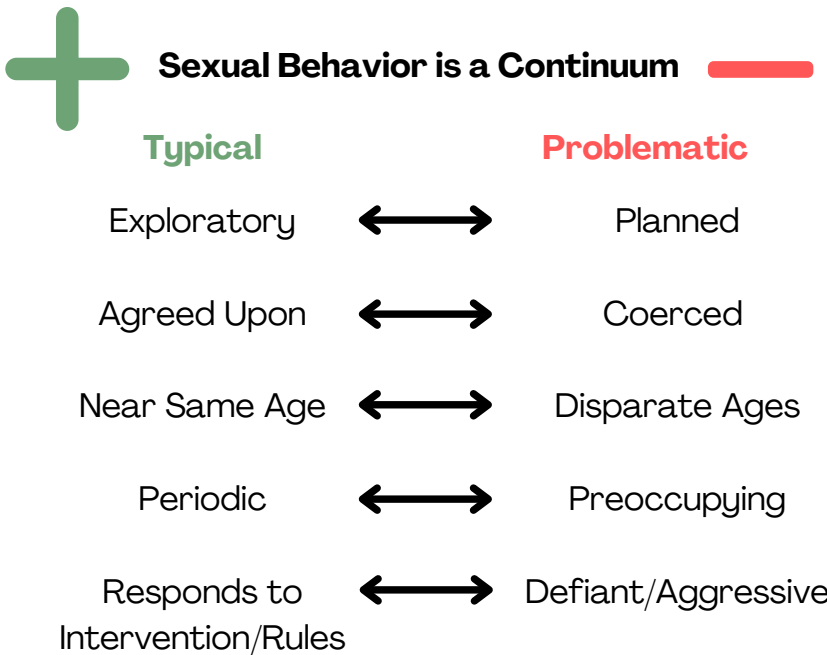 Sexual Behavior is a Continuum
Typical Problematic
Exploratory Planned
Agreed Upon Coerced
Near Same Age Disparate Ages
Periodic Preoccupying
Responds to Defiant/Aggressive
Intervention/Rules